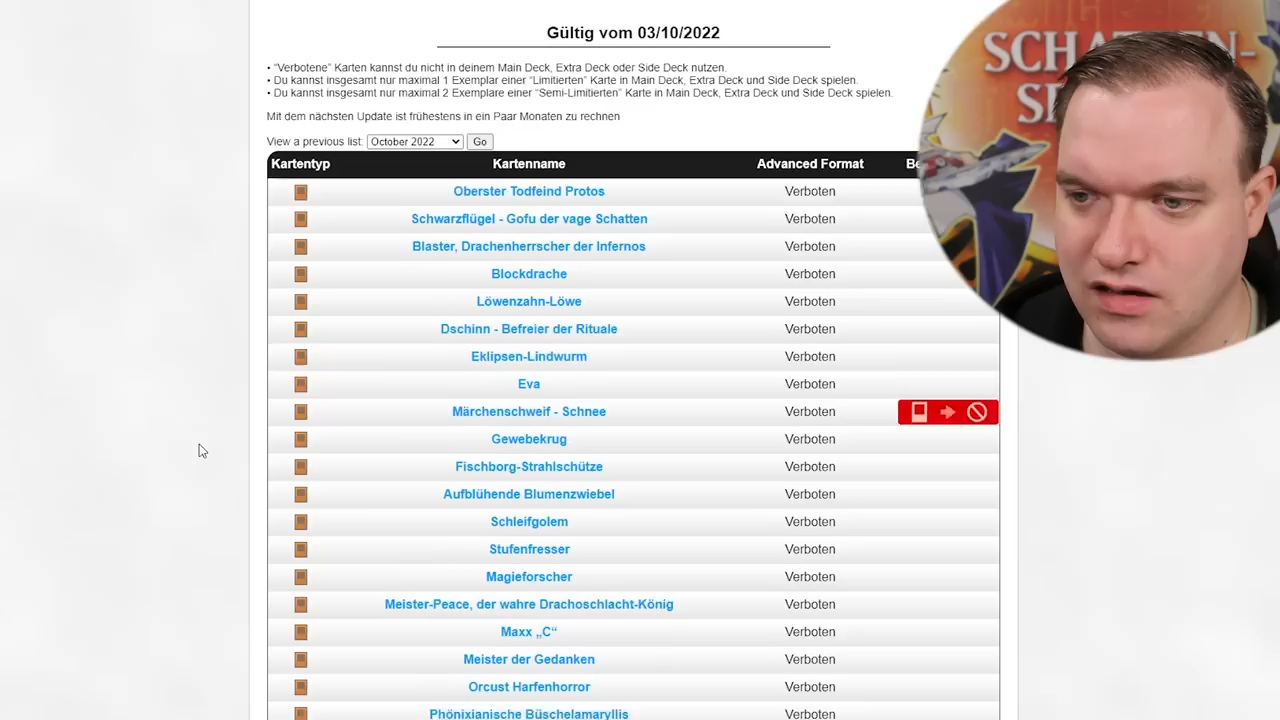 Gültig vom 03/10/2022
• "Verbotene" Karten kannst du nicht in deinem Main Deck, Extra Deck oder Side Deck nutzen.
• Du kannst insgesamt nur maximal 1 Exemplar einer "Limitierten" Karte in Main Deck, Extra Deck und Side Deck spielen.
• Du kannst insgesamt nur maximal 2 Exemplare einer "Semi-Limitierten" Karte in Main Deck, Extra Deck und Side Deck spielen.
Mit dem nächsten Update ist frühestens in ein Paar Monaten zu rechnen
View a previous list: October 2022 Go
Kartentyp Kartenname Advanced Format
Oberster Todfeind Protos Verboten
Schwarzflügel - Gofu der vage Schatten Verboten
Blaster, Drachenherrscher der Infernos Verboten
Blockdrache Verboten
Löwenzahn-Löwe Verboten
Dschinn - Befreier der Rituale Verboten
Eklipsen-Lindwurm Verboten
Eva Verboten
Märchenschweif - Schnee Verboten
Gewebekrug Verboten
Fischborg-Strahlschütze Verboten
Aufblühende Blumenzwiebel Verboten
Schleifgolem Verboten
Stufenfresser Verboten
Magieforscher Verboten
Meister-Peace, der wahre Drachoschlacht-König Verboten
Maxx „C“ Verboten
Meister der Gedanken Verboten
Orcust Harfenhorror Verboten
Phönixianische Büschelamaryllis Verboten